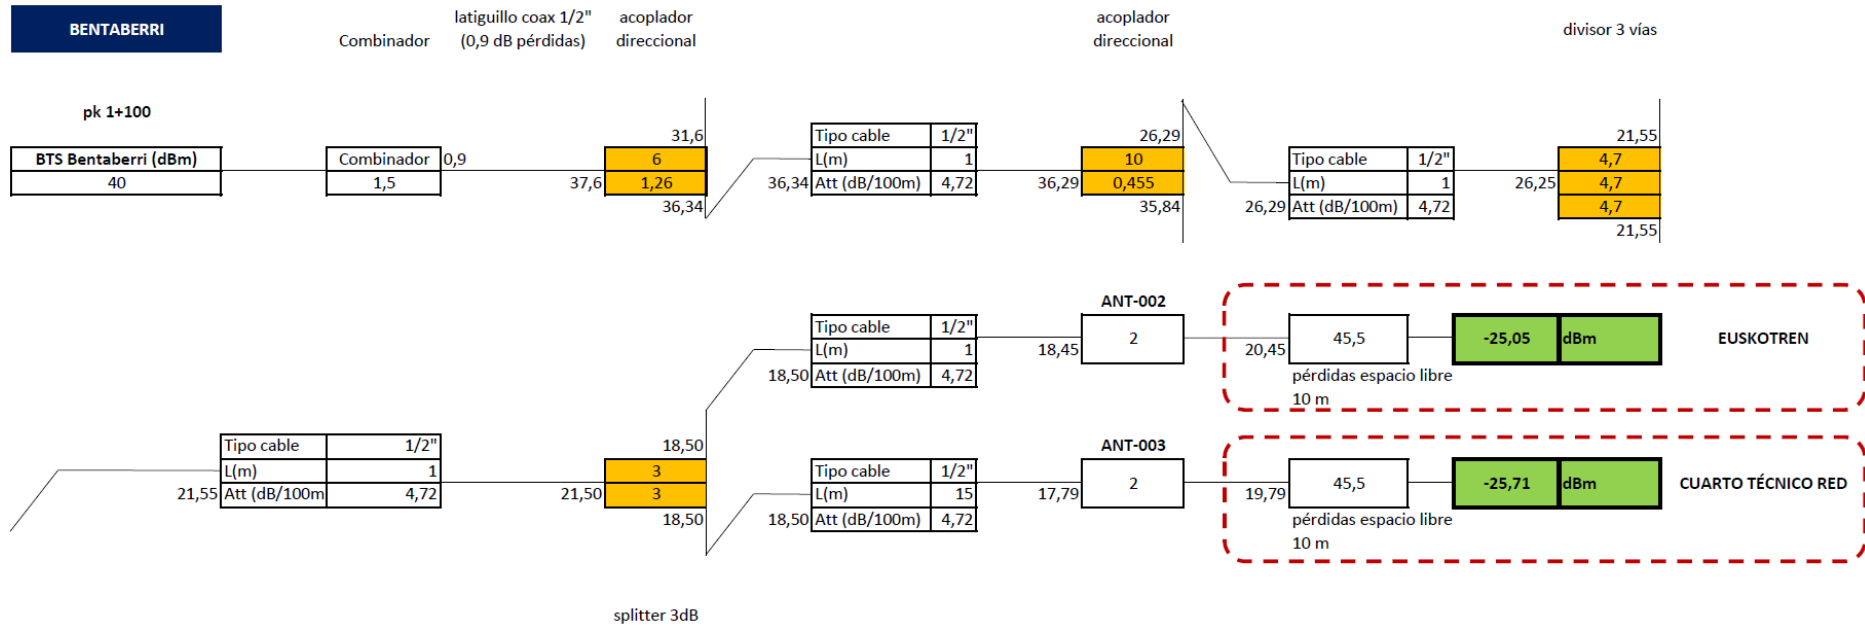 BENTABERRI
Combinador
latiguillo coax 1/2"
(0,9 dB pérdidas)
acoplador
direccional
acoplador
direccional
divisor 3 vías
pk 1+100
BTS Bentaberri (dBm)
40
Combinador
1,5
0,9
37,6
31,6
6
1,26
36,34
36,34
Tipo cable 1/2"
L(m) 1
Att (dB/100m) 4,72
36,29
26,29
10
0,455
35,84
26,29
Tipo cable 1/2"
L(m) 1
Att (dB/100m) 4,72
26,25
21,55
4,7
4,7
4,7
21,55
21,55
Tipo cable 1/2"
L(m) 1
Att (dB/100m 4,72
21,50
18,50
3
3
18,50
splitter 3dB
18,50
Tipo cable 1/2"
L(m) 1
Att (dB/100m) 4,72
18,45
ANT-002
2
20,45
45,5
pérdidas espacio libre
10 m
-25,05 dBm
EUSKOTREN
18,50
Tipo cable 1/2"
L(m) 15
Att (dB/100m) 4,72
17,79
ANT-003
2
19,79
45,5
pérdidas espacio libre
10 m
-25,71 dBm
CUARTO TÉCNICO RED